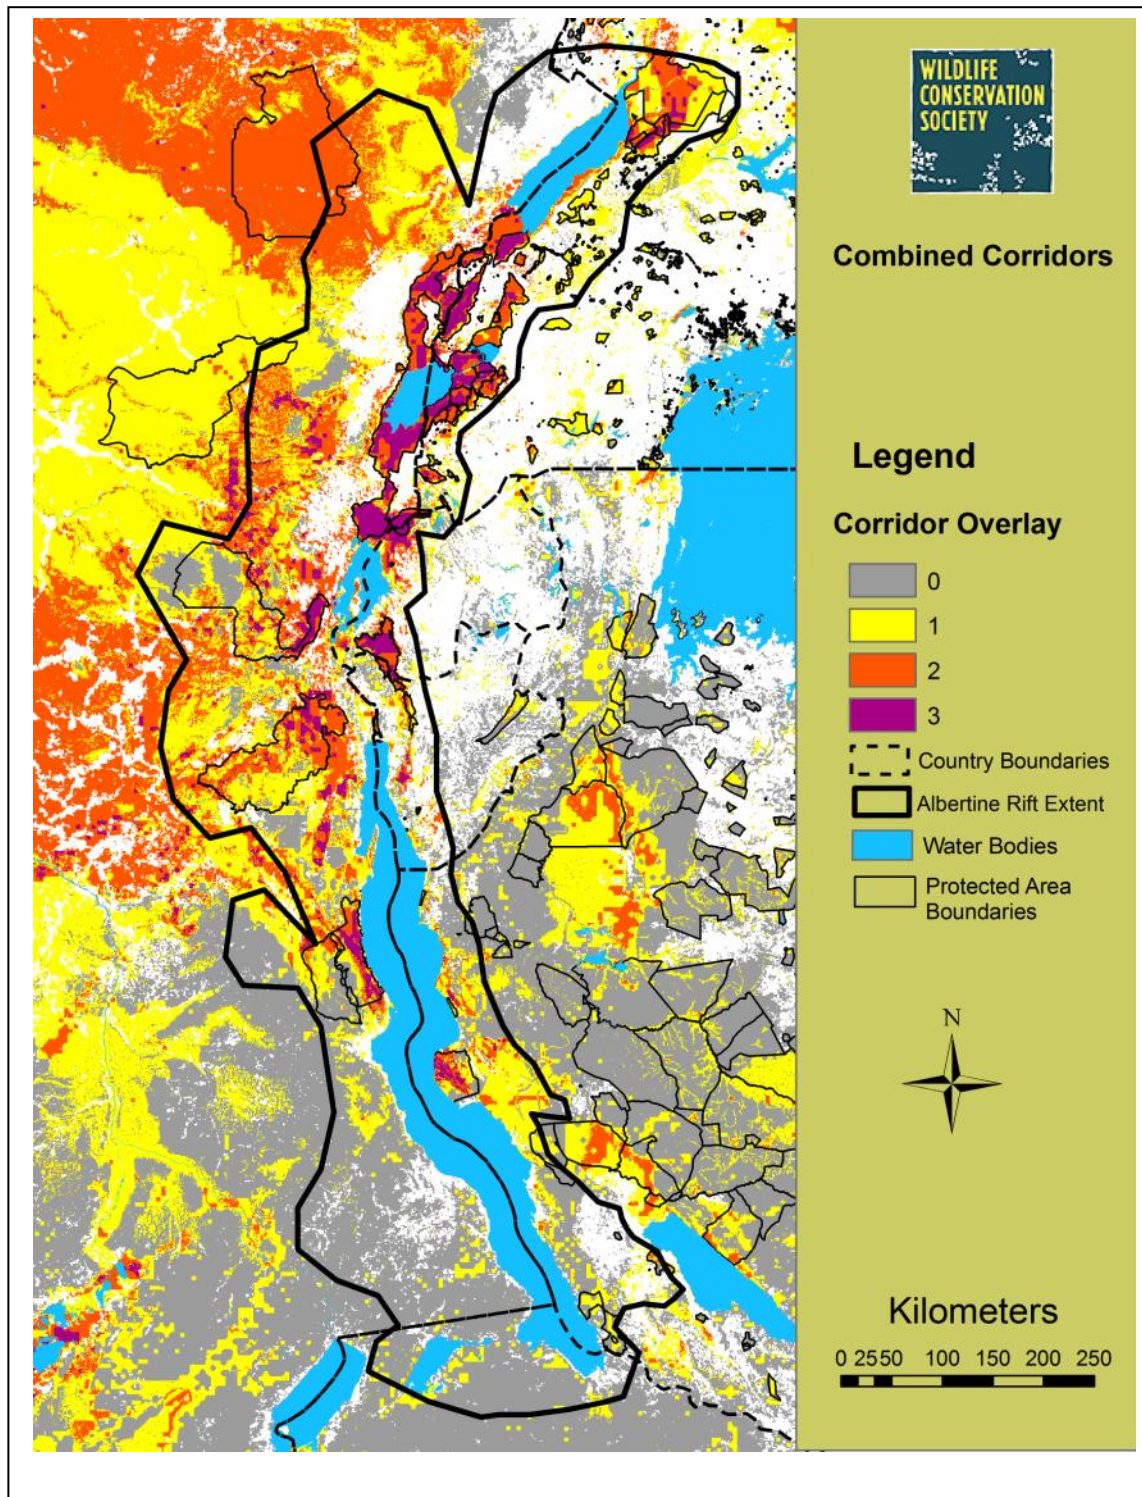 WILDLIFE
CONSERVATION
SOCIETY
Combined Corridors
Legend
Corridor Overlay
0
1
2
3
Country Boundaries
Albertine Rift Extent
Water Bodies
Protected Area
Boundaries
N
Kilometers
0 25 50 100 150 200 250